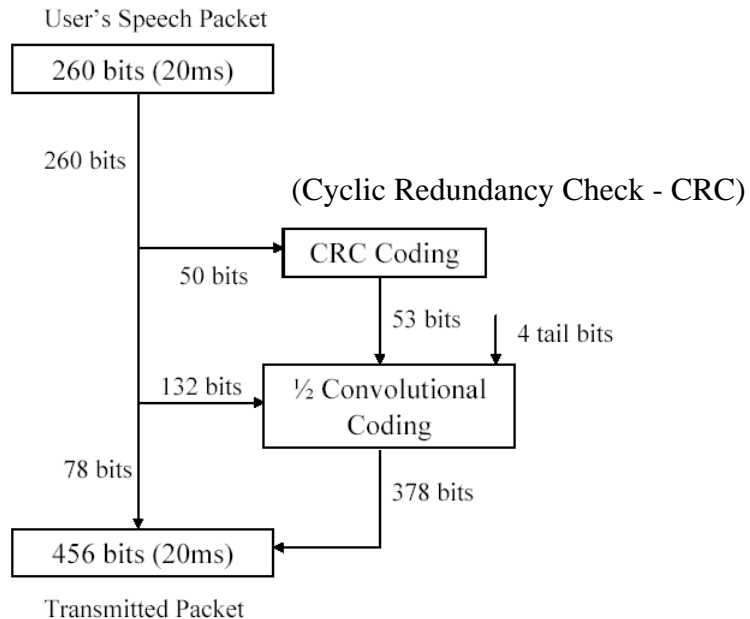 User's Speech Packet
260 bits (20ms)
260 bits
(Cyclic Redundancy Check - CRC)
CRC Coding
50 bits
53 bits
4 tail bits
132 bits
½ Convolutional
Coding
78 bits
378 bits
456 bits (20ms)
Transmitted Packet